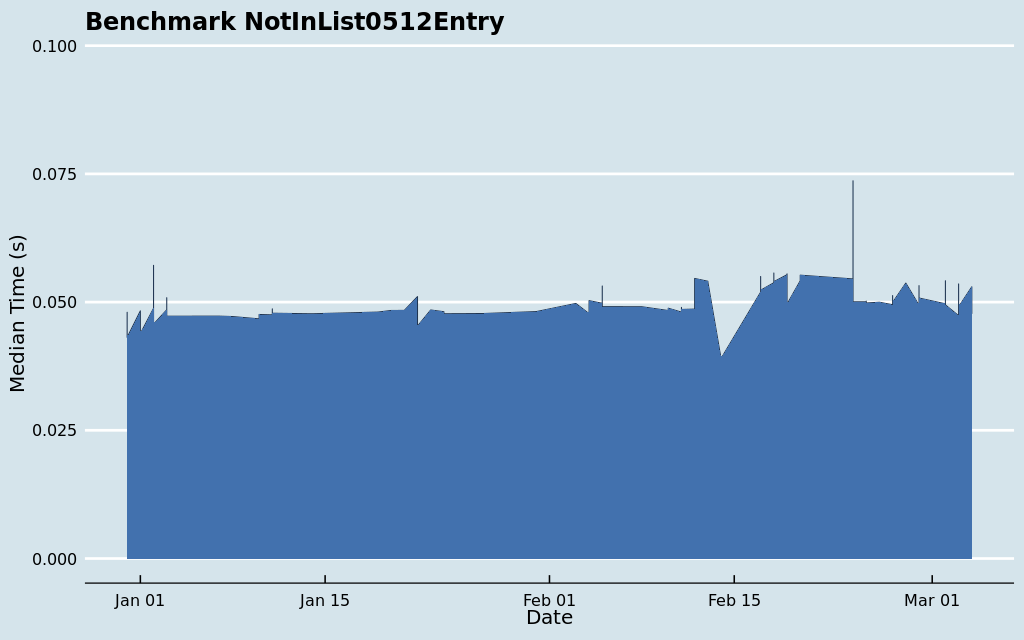 Benchmark NotInList0512Entry
0.100
0.075
0.050
0.025
0.000
Median Time (s)
Jan 01 Jan 15 Feb 01 Feb 15 Mar 01
Date